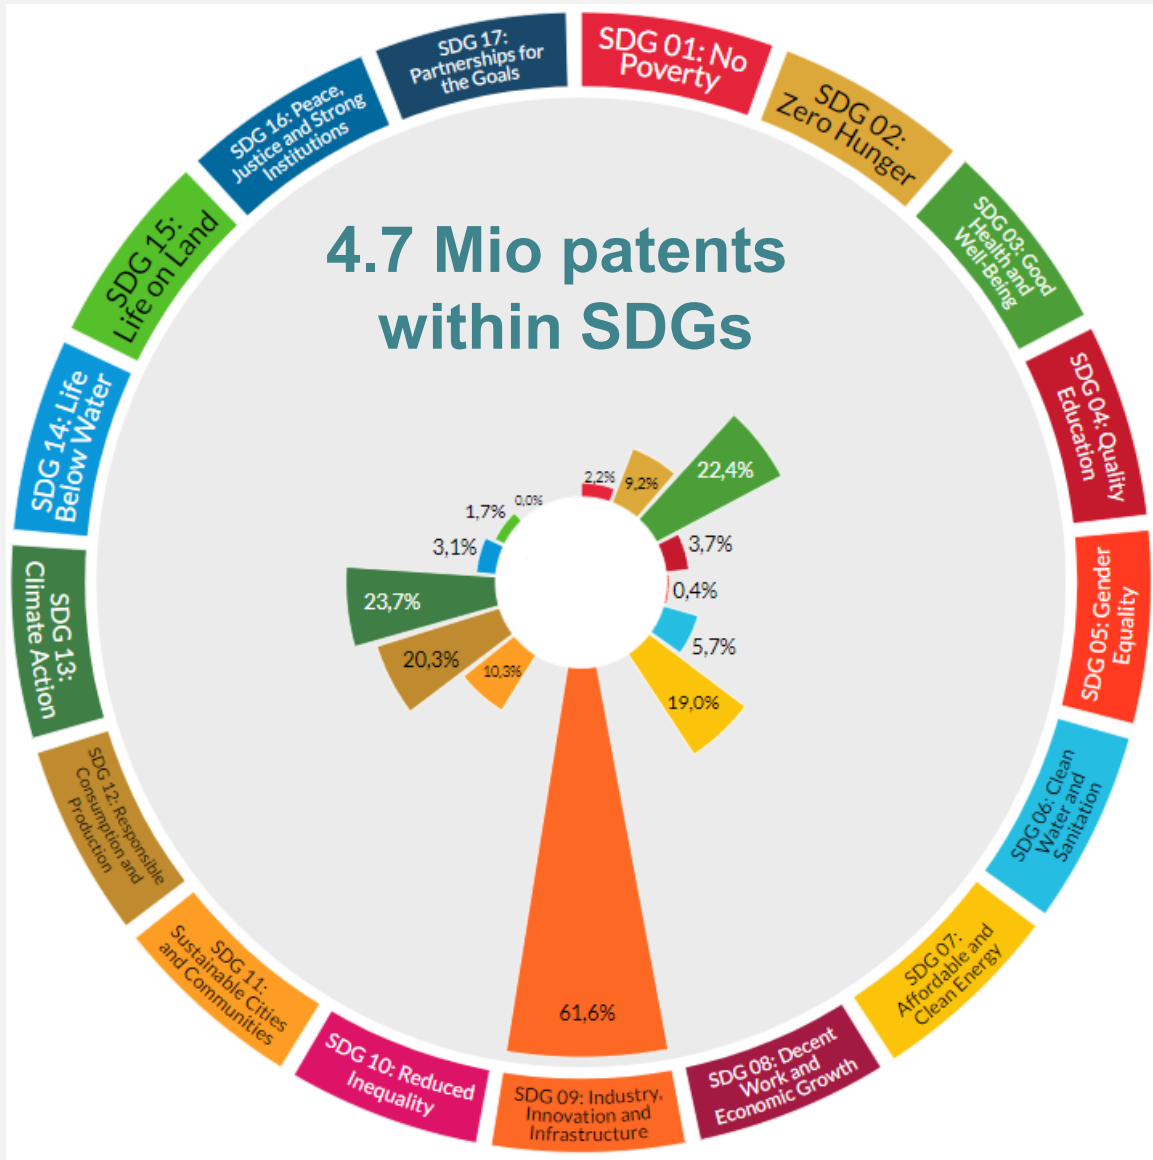 4.7 Mio patents
within SDGs
SDG 01: No
Poverty
SDG 02:
Zero Hunger
SDG 03: Good
Health and
Well-Being
SDG 04: Quality
Education
SDG 05: Gender
Equality
SDG 06: Clean
Water and
Sanitation
SDG 07:
Affordable and
Clean Energy
SDG 08: Decent
Work and
Economic Growth
SDG 09: Industry,
Innovation and
Infrastructure
SDG 10: Reduced
Inequality
SDG 11:
Sustainable Cities
and Communities
SDG 12: Responsible
Consumption and
Production
SDG 13:
Climate Action
SDG 14: Life
Below Water
SDG 15:
Life on Land
SDG 16: Peace,
Justice and Strong
Institutions
SDG 17:
Partnerships for
the Goals
2,2%
9,2%
22,4%
3,7%
0,4%
5,7%
19,0%
61,6%
10,3%
20,3%
23,7%
3,1%
1,7%
0,0%